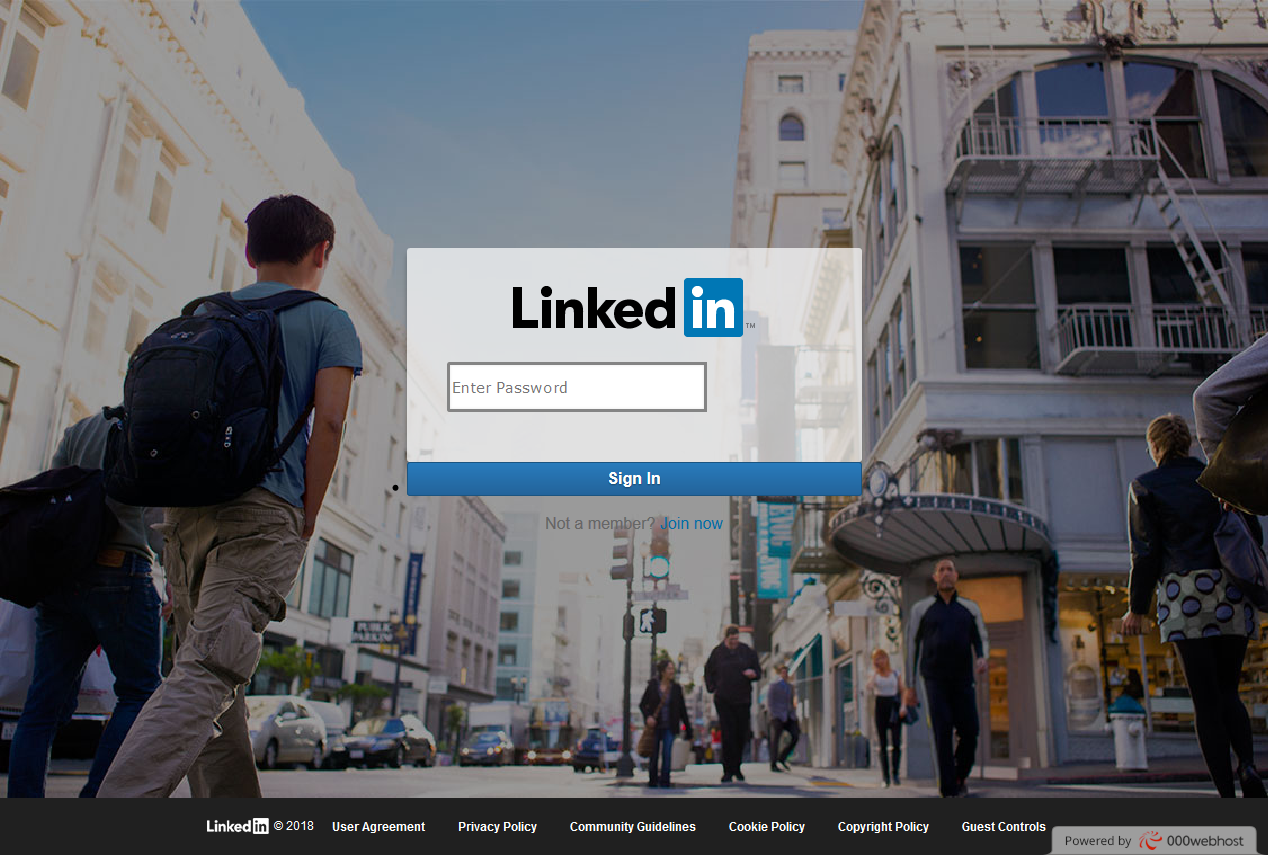 Linked in ™
Enter Password
Sign In
Not a member? Join now
PUBLIC
PARKING
Linked in © 2018 User Agreement Privacy Policy Community Guidelines Cookie Policy Copyright Policy Guest Controls
Powered by 000webhost